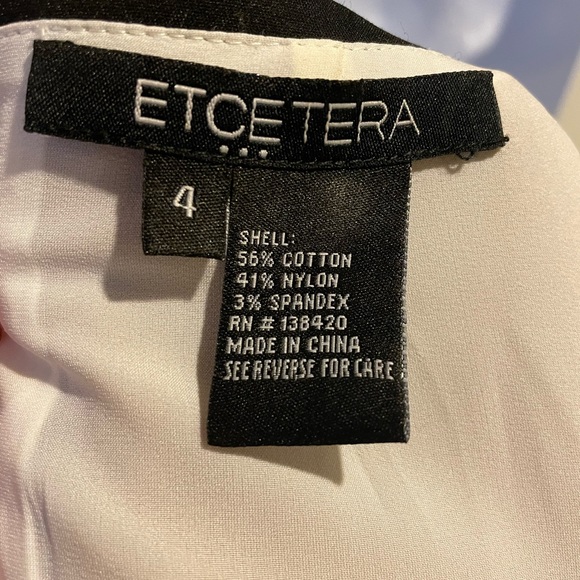 ETCETERA
4
SHELL:
56% COTTON
41% NYLON
3% SPANDEX
RN # 138420
MADE IN CHINA
SEE REVERSE FOR CARE